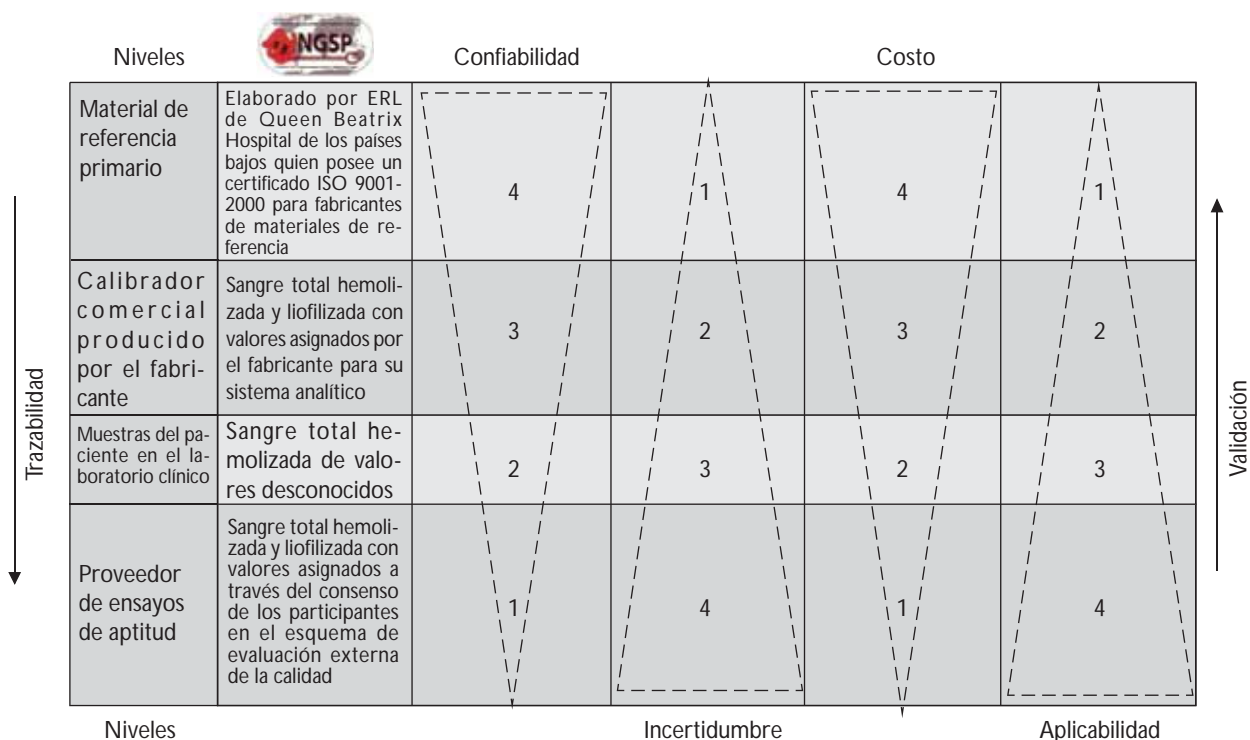 Niveles
NGSP
Confiabilidad
Costo
Material de
referencia
primario
Elaborado por ERL
de Queen Beatrix
Hospital de los países
bajos quien posee un
certificado ISO 9001-
2000 para fabricantes
de materiales de re-
ferencia
4
1
4
1
Calibrador
comercial
producido
por el fabri-
cante
Sangre total hemoli-
zada y liofilizada con
valores asignados por
el fabricante para su
sistema analítico
3
2
3
2
Muestras del pa-
ciente en el la-
boratorio clínico
Sangre total he-
molizada de valo-
res desconocidos
2
3
2
3
Proveedor
de ensayos
de aptitud
Sangre total hemoli-
zada y liofilizada con
valores asignados a
través del consenso
de los participantes
en el esquema de
evaluación externa
de la calidad
1
4
1
4
Trazabilidad
Validación
Niveles
Incertidumbre
Aplicabilidad